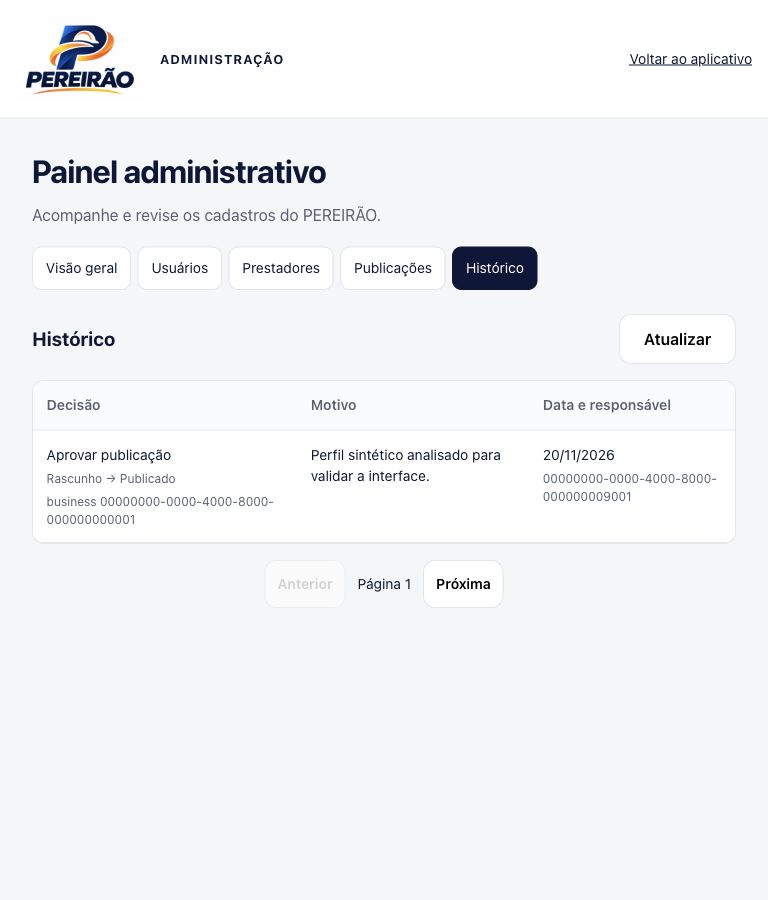 PEREIRÃO
ADMINISTRAÇÃO
Voltar ao aplicativo
Painel administrativo
Acompanhe e revise os cadastros do PEREIRÃO.
Visão geral
Usuários
Prestadores
Publicações
Histórico
Histórico
Atualizar
Decisão
Motivo
Data e responsável
Aprovar publicação
Rascunho → Publicado
business 00000000-0000-4000-8000-
000000000001
Perfil sintético analisado para
validar a interface.
20/11/2026
00000000-0000-4000-8000-
000000009001
Anterior
Página 1
Próxima